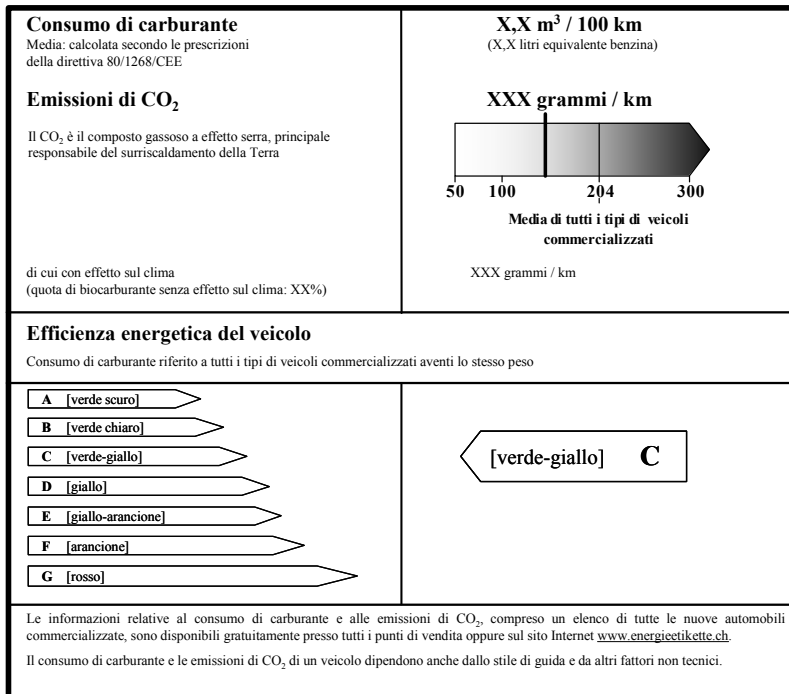 Consumo di carburante
Media: calcolata secondo le prescrizioni
della direttiva 80/1268/CEE
X,X m³ / 100 km
(X,X litri equivalente benzina)
Emissioni di CO₂
XXX grammi / km
Il CO₂ è il composto gassoso a effetto serra, principale
responsabile del surriscaldamento della Terra
50 100 204 300
Media di tutti i tipi di veicoli
commercializzati
di cui con effetto sul clima
(quota di biocarburante senza effetto sul clima: XX%)
XXX grammi / km
Efficienza energetica del veicolo
Consumo di carburante riferito a tutti i tipi di veicoli commercializzati aventi lo stesso peso
A [verde scuro]
B [verde chiaro]
C [verde-giallo]
D [giallo]
E [giallo-arancione]
F [arancione]
G [rosso]
[verde-giallo] C
Le informazioni relative al consumo di carburante e alle emissioni di CO₂, compreso un elenco di tutte le nuove automobili
commercializzate, sono disponibili gratuitamente presso tutti i punti di vendita oppure sul sito Internet www.energieetikette.ch.
Il consumo di carburante e le emissioni di CO₂ di un veicolo dipendono anche dallo stile di guida e da altri fattori non tecnici.